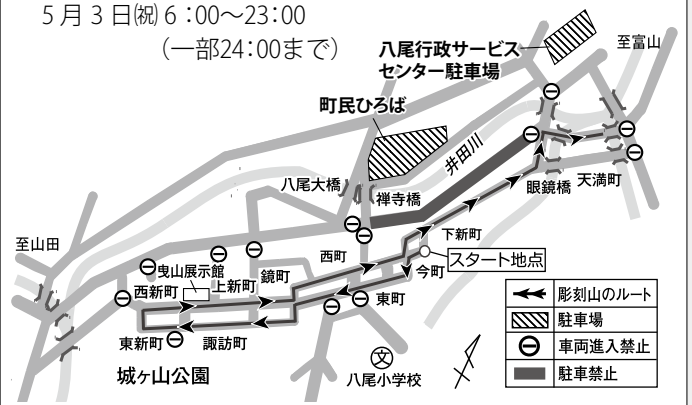 5月3日㈷6:00〜23:00
(一部24:00まで)
八尾行政サービス
センター駐車場
至富山
町民ひろば
井田川
八尾大橋
禅寺橋
眼鏡橋
天満町
至山田
下新町
西町
スタート地点
今町
曳山展示館
鏡町
上新町
西新町
東町
東新町
諏訪町
城ヶ山公園
文
八尾小学校
彫刻山のルート
駐車場
車両進入禁止
駐車禁止